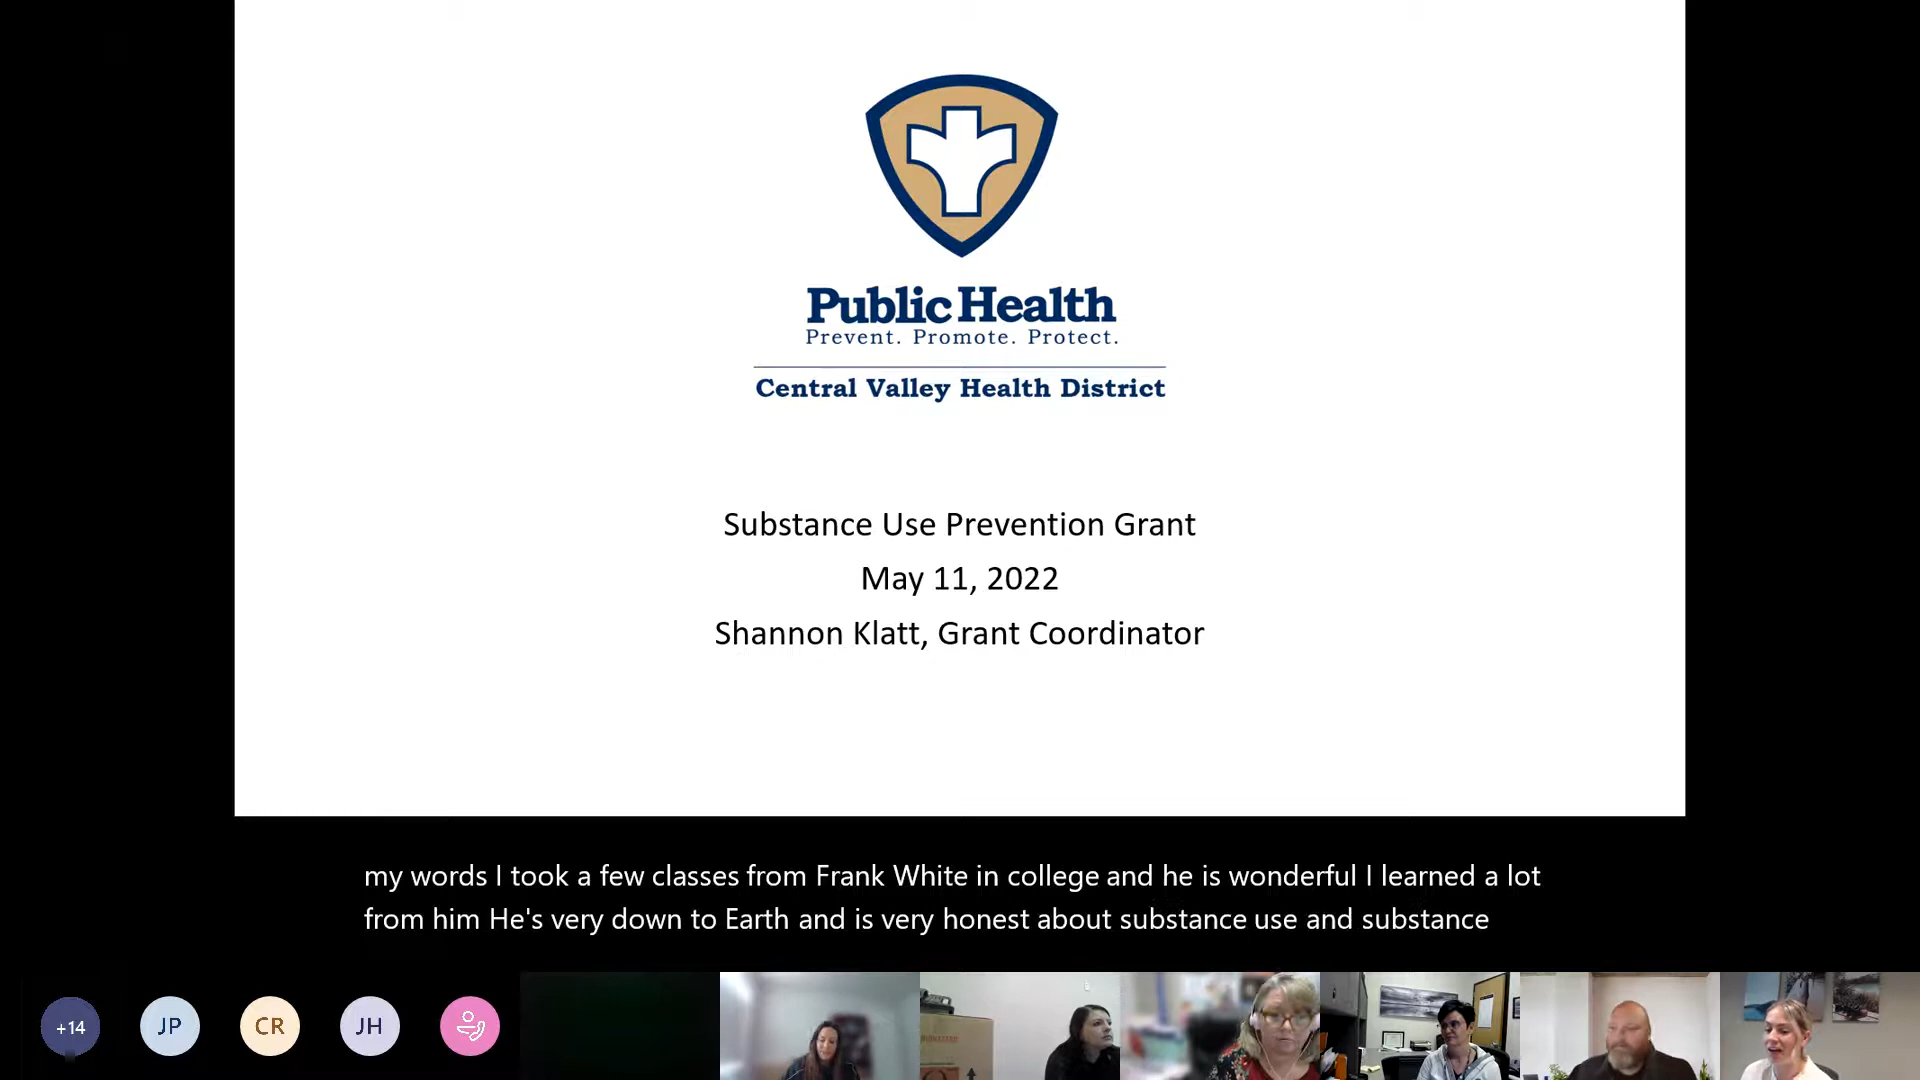 Public Health
Prevent. Promote. Protect.
Central Valley Health District
Substance Use Prevention Grant
May 11, 2022
Shannon Klatt, Grant Coordinator
my words I took a few classes from Frank White in college and he is wonderful I learned a lot
from him He's very down to Earth and is very honest about substance use and substance
+14
JP
CR
JH